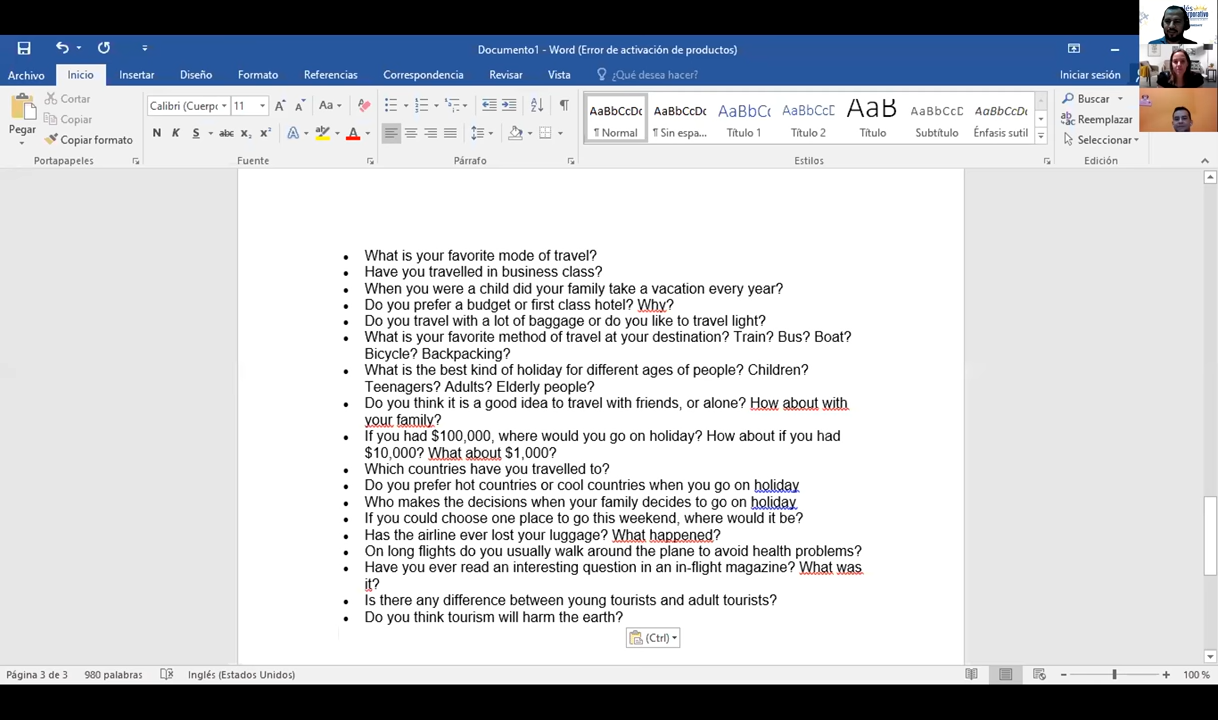 Documento1 - Word (Error de activación de productos)
Archivo Inicio Insertar Diseño Formato Referencias Correspondencia Revisar Vista ¿Qué desea hacer? Iniciar sesión
Pegar
Cortar
Copiar
Copiar formato
Portapapeles
Calibri (Cuerp 11
N K S abc x₂ x²
Fuente
Párrafo
AaBbCcDc AaBbCcDc AaBbCc AaBbCcD AaB AaBbCcD AaBbCcDc
¶ Normal ¶ Sin espa... Título 1 Título 2 Título Subtítulo Énfasis sutil
Estilos
Buscar
Reemplazar
Seleccionar
Edición
• What is your favorite mode of travel?
• Have you travelled in business class?
• When you were a child did your family take a vacation every year?
• Do you prefer a budget or first class hotel? Why?
• Do you travel with a lot of baggage or do you like to travel light?
• What is your favorite method of travel at your destination? Train? Bus? Boat?
Bicycle? Backpacking?
• What is the best kind of holiday for different ages of people? Children?
Teenagers? Adults? Elderly people?
• Do you think it is a good idea to travel with friends, or alone? How about with
your family?
• If you had $100,000, where would you go on holiday? How about if you had
$10,000? What about $1,000?
• Which countries have you travelled to?
• Do you prefer hot countries or cool countries when you go on holiday
• Who makes the decisions when your family decides to go on holiday
• If you could choose one place to go this weekend, where would it be?
• Has the airline ever lost your luggage? What happened?
• On long flights do you usually walk around the plane to avoid health problems?
• Have you ever read an interesting question in an in-flight magazine? What was
it?
• Is there any difference between young tourists and adult tourists?
• Do you think tourism will harm the earth?
(Ctrl)
Página 3 de 3 980 palabras Inglés (Estados Unidos) 100 %